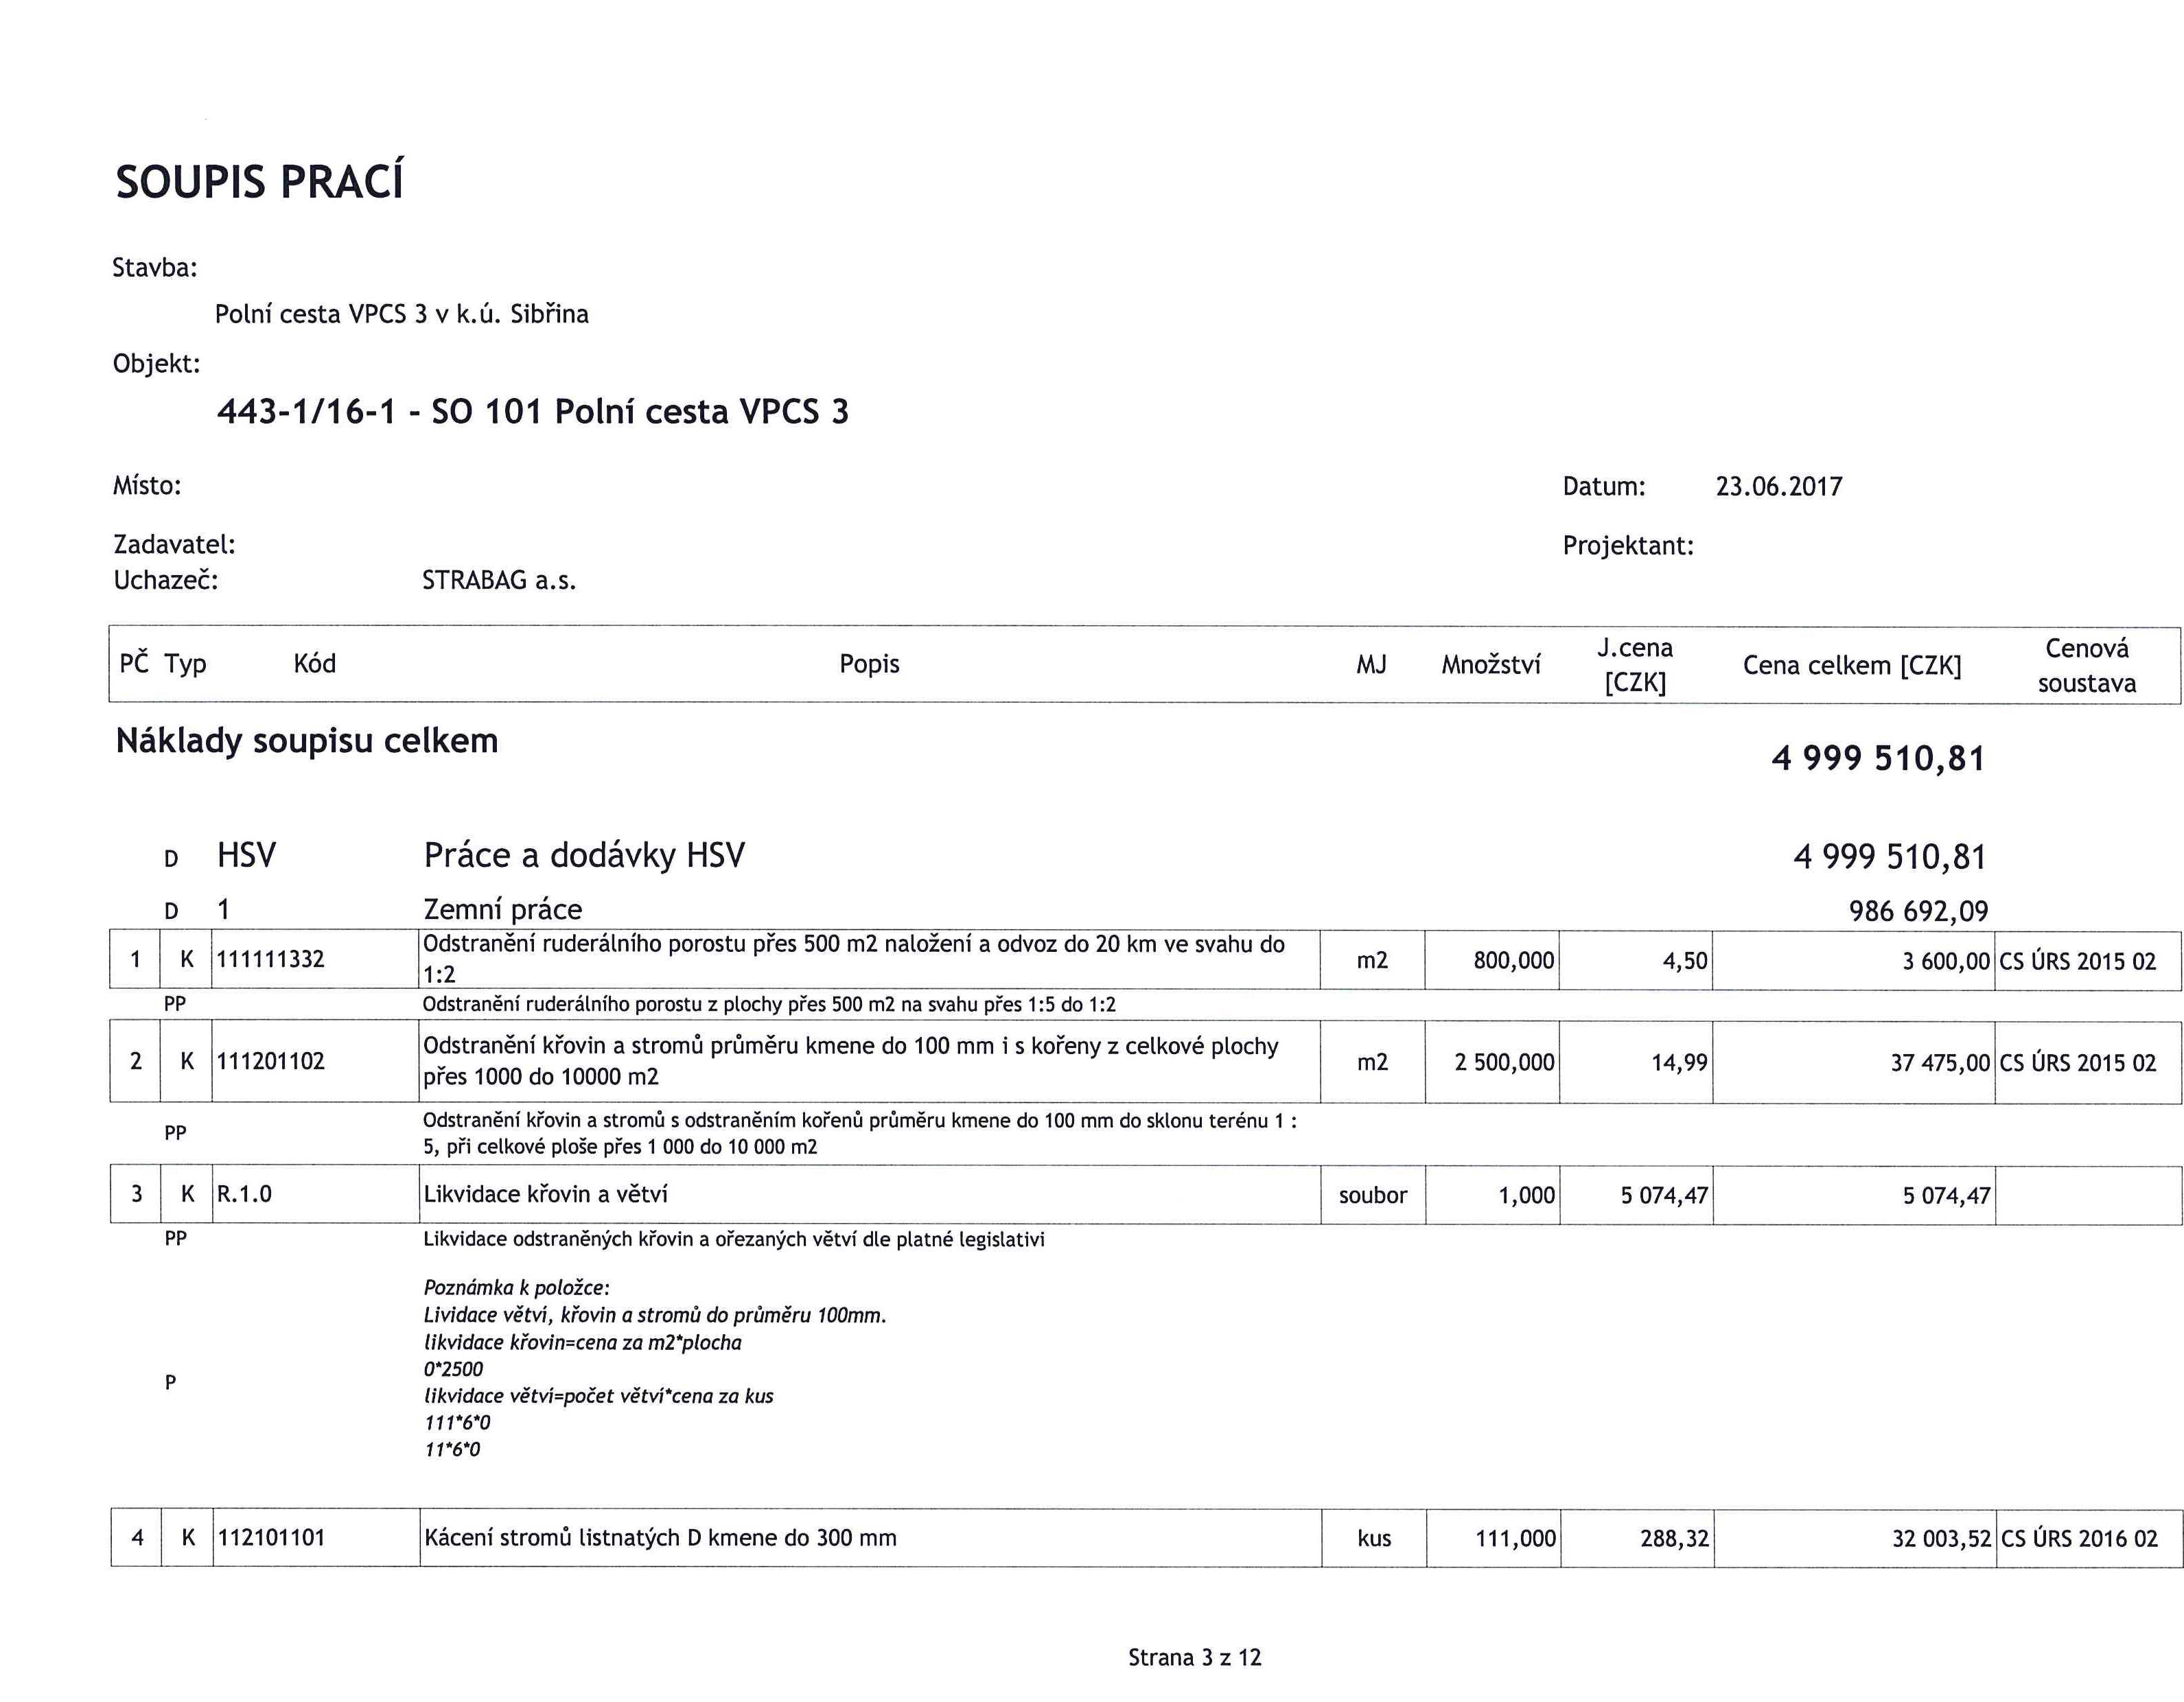 SOUPIS PRACÍ
Stavba:
Polní cesta VPCS 3 v k.ú. Sibřina
Objekt:
443-1/16-1 - SO 101 Polní cesta VPCS 3
Místo:
Datum: 23.06.2017
Zadavatel:
Projektant:
Uchazeč: STRABAG a.s.
PČ Typ Kód Popis MJ Množství J.cena [CZK] Cena celkem [CZK] Cenová soustava
Náklady soupisu celkem 4 999 510,81
D HSV Práce a dodávky HSV 4 999 510,81
D 1 Zemní práce 986 692,09
1 K 111111332 Odstranění ruderálního porostu přes 500 m2 naložení a odvoz do 20 km ve svahu do
1:2 m2 800,000 4,50 3 600,00 CS ÚRS 2015 02
PP Odstranění ruderálního porostu z plochy přes 500 m2 na svahu přes 1:5 do 1:2
2 K 111201102 Odstranění křovin a stromů průměru kmene do 100 mm i s kořeny z celkové plochy
přes 1000 do 10000 m2 m2 2 500,000 14,99 37 475,00 CS ÚRS 2015 02
PP Odstranění křovin a stromů s odstraněním kořenů průměru kmene do 100 mm do sklonu terénu 1 :
5, při celkové ploše přes 1 000 do 10 000 m2
3 K R.1.0 Likvidace křovin a větví soubor 1,000 5 074,47 5 074,47
PP Likvidace odstraněných křovin a ořezaných větví dle platné legislativi
P Poznámka k položce:
Lividace větví, křovin a stromů do průměru 100mm.
likvidace křovin=cena za m2*plocha
0*2500
likvidace větví=počet větví*cena za kus
111*6*0
11*6*0
4 K 112101101 Kácení stromů listnatých D kmene do 300 mm kus 111,000 288,32 32 003,52 CS ÚRS 2016 02
Strana 3 z 12